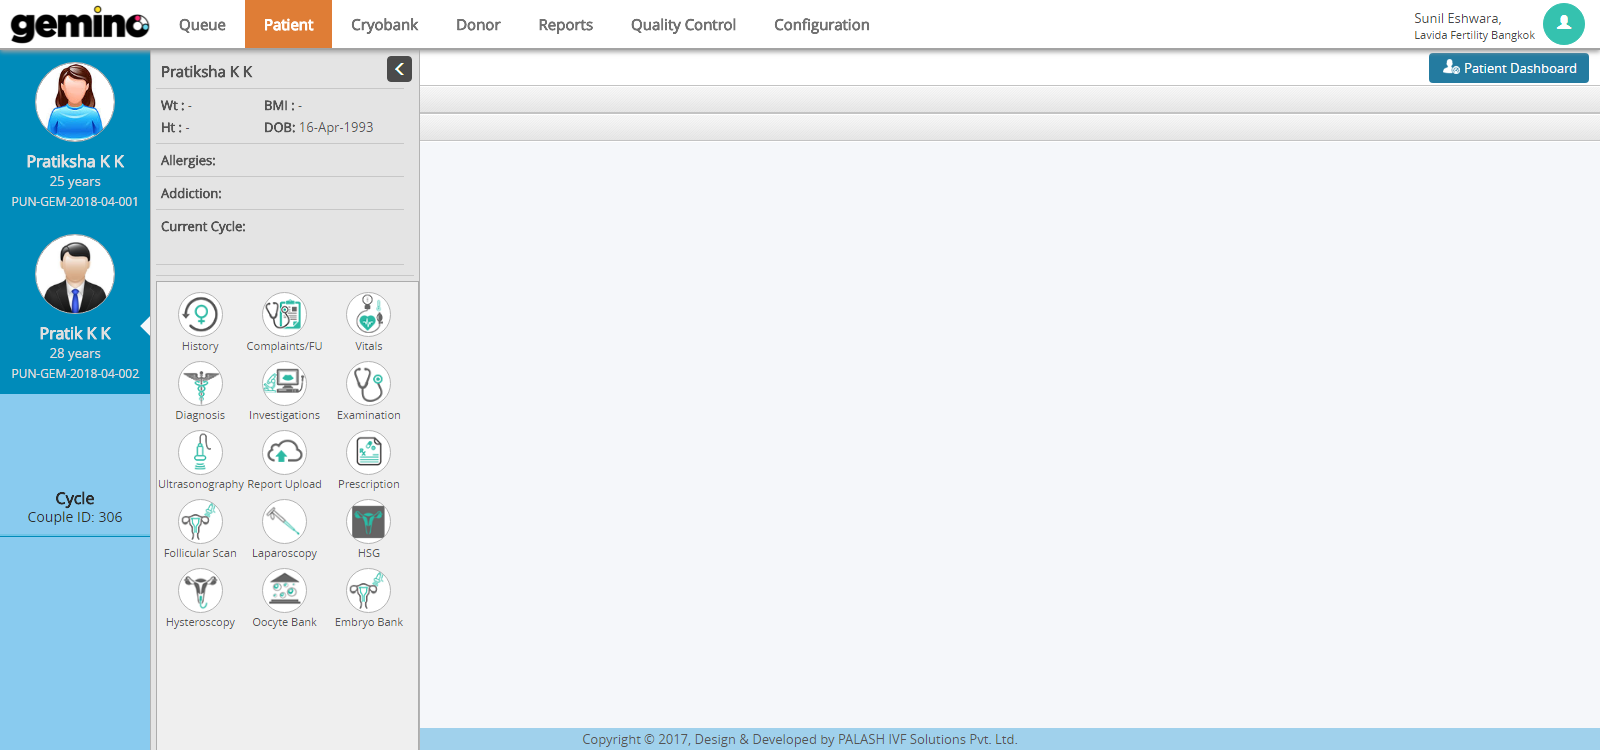 gemino
Queue
Patient
Cryobank
Donor
Reports
Quality Control
Configuration
Sunil Eshwara,
Lavida Fertility Bangkok
Pratiksha K K
25 years
PUN-GEM-2018-04-001
Pratik K K
28 years
PUN-GEM-2018-04-002
Cycle
Couple ID: 306
Pratiksha K K
Wt : -
BMI : -
Ht : -
DOB: 16-Apr-1993
Allergies:
Addiction:
Current Cycle:
History
Complaints/FU
Vitals
Diagnosis
Investigations
Examination
Ultrasonography
Report Upload
Prescription
Follicular Scan
Laparoscopy
HSG
Hysteroscopy
Oocyte Bank
Embryo Bank
Patient Dashboard
Copyright © 2017, Design & Developed by PALASH IVF Solutions Pvt. Ltd.